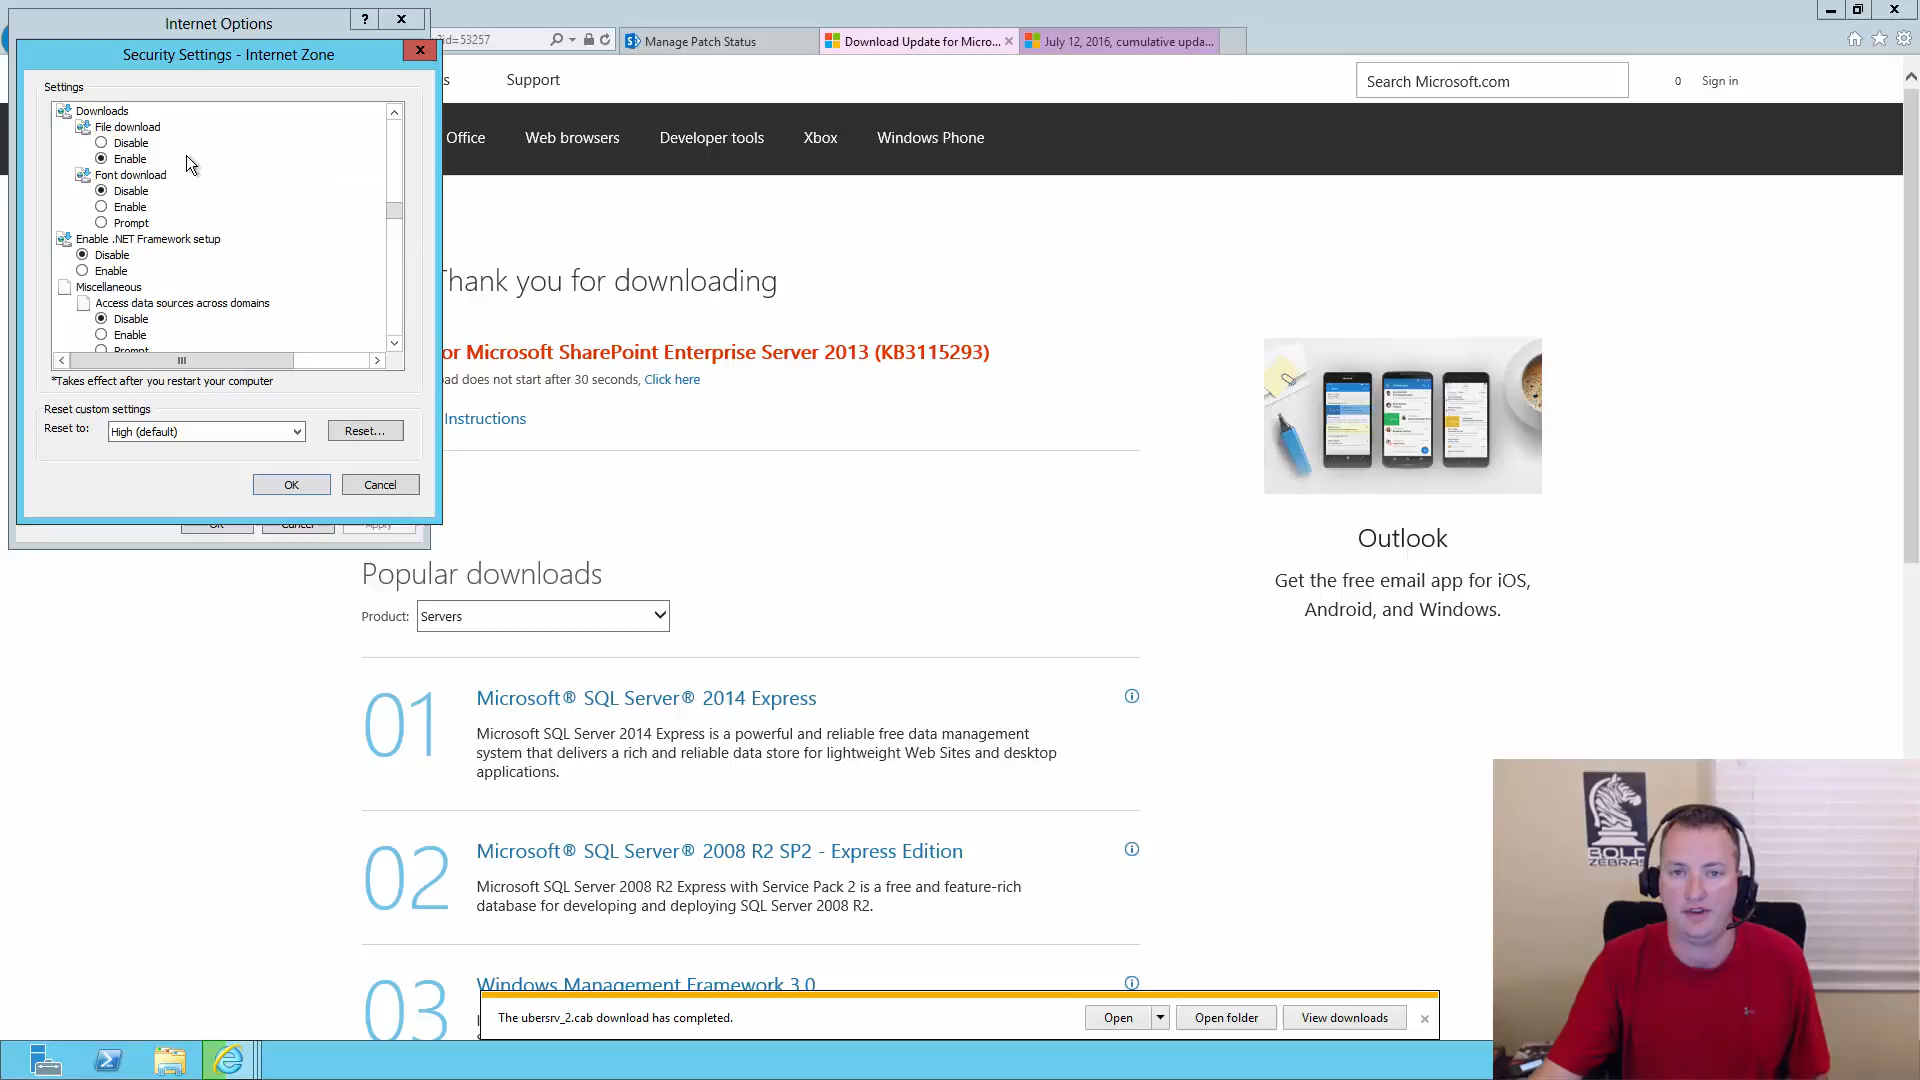 Internet Options
?
Security Settings - Internet Zone
Settings
Downloads
File download
Disable
Enable
Font download
Disable
Enable
Prompt
Enable .NET Framework setup
Disable
Enable
Miscellaneous
Access data sources across domains
Disable
Enable
Prompt
*Takes effect after you restart your computer
Reset custom settings
Reset to: High (default) Reset...
OK Cancel
OK Cancel Apply
?id=53257
Manage Patch Status
Download Update for Micro...
July 12, 2016, cumulative upda...
s Support
Search Microsoft.com
0 Sign in
Office Web browsers Developer tools Xbox Windows Phone
Thank you for downloading
or Microsoft SharePoint Enterprise Server 2013 (KB3115293)
ad does not start after 30 seconds, Click here
Instructions
Outlook
Get the free email app for iOS,
Android, and Windows.
Popular downloads
Product: Servers
01
Microsoft® SQL Server® 2014 Express
Microsoft SQL Server 2014 Express is a powerful and reliable free data management
system that delivers a rich and reliable data store for lightweight Web Sites and desktop
applications.
02
Microsoft® SQL Server® 2008 R2 SP2 - Express Edition
Microsoft SQL Server 2008 R2 Express with Service Pack 2 is a free and feature-rich
database for developing and deploying SQL Server 2008 R2.
03
Windows Management Framework 3.0
The ubersrv_2.cab download has completed.
Open Open folder View downloads
BOLD
ZEBRAS